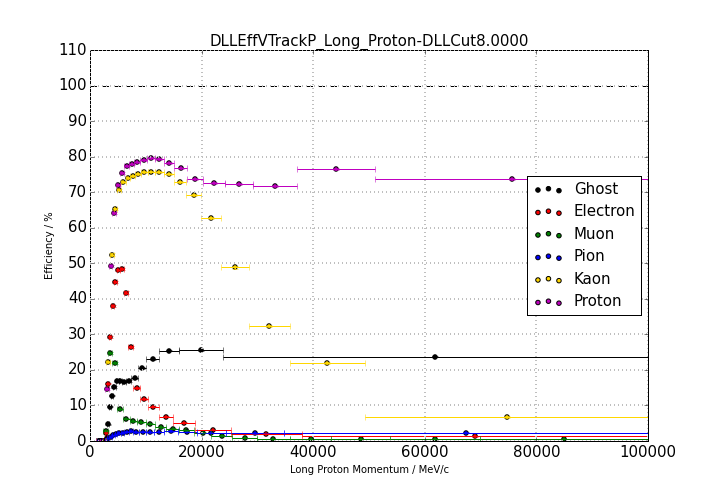 DLLEffVTrackP_Long_Proton-DLLCut8.0000
110
100
90
80
70
60
50
40
30
20
10
0
Efficiency / %
Ghost
Electron
Muon
Pion
Kaon
Proton
0 20000 40000 60000 80000 100000
Long Proton Momentum / MeV/c